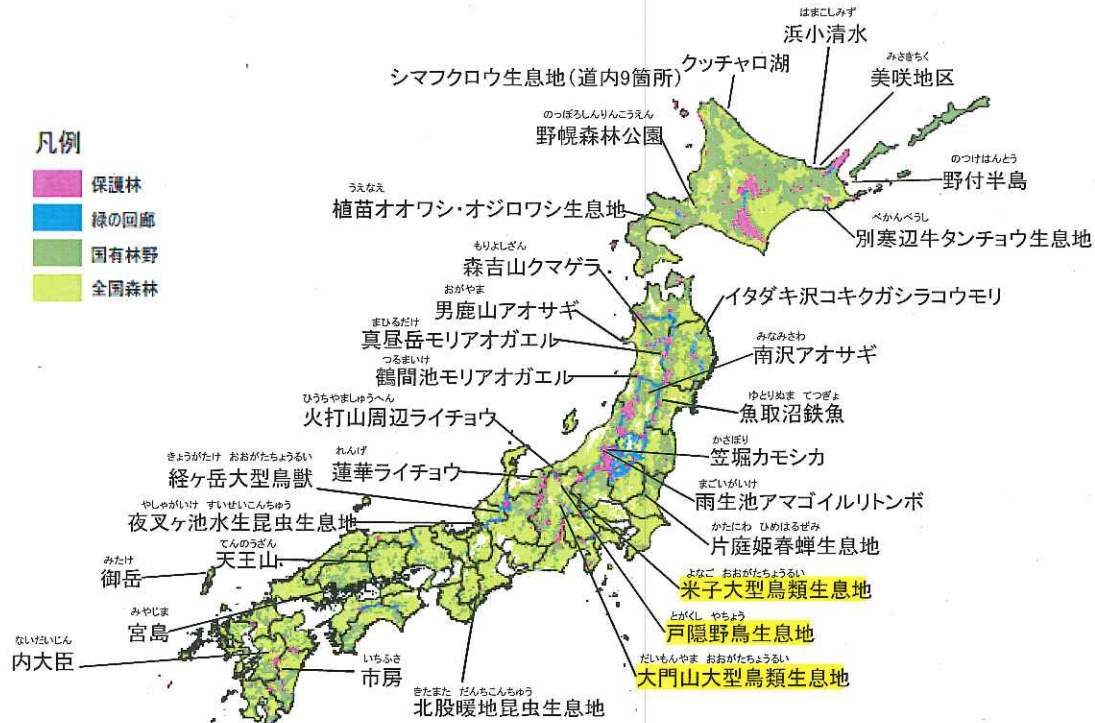 はまこしみず
浜小清水
みさきちく
美咲地区
クッチャロ湖
シマフクロウ生息地(道内9箇所)
のっぽろしんりんこうえん
野幌森林公園
のつけはんとう
野付半島
うえなえ
植苗オオワシ・オジロワシ生息地
べかんべうし
別寒辺牛タンチョウ生息地
凡例
保護林
緑の回廊
国有林野
全国森林
もりよしざん
森吉山クマゲラ
イタダキ沢コキクガシラコウモリ
おがやま
男鹿山アオサギ
まひるだけ
真昼岳モリアオガエル
みなみさわ
南沢アオサギ
つるまいけ
鶴間池モリアオガエル
ゆとりぬま てつぎょ
魚取沼鉄魚
ひうちやましゅうへん
火打山周辺ライチョウ
かさぼり
笠堀カモシカ
れんげ
蓮華ライチョウ
きょうがたけ おおがたちょうるい
経ヶ岳大型鳥獣
まごいがいけ
雨生池アマゴイルリトンボ
やしゃがいけ すいせいこんちゅう
夜叉ヶ池水生昆虫生息地
かたにわ ひめはるぜみ
片庭姫春蝉生息地
てんのうざん
天王山
みたけ
御岳
よなご おおがたちょうるい
米子大型鳥類生息地
みやじま
宮島
とがくし やちょう
戸隠野鳥生息地
ないだいじん
内大臣
いちふさ
市房
だいもんやま おおがたちょうるい
大門山大型鳥類生息地
きたまた だんちこんちゅう
北股暖地昆虫生息地